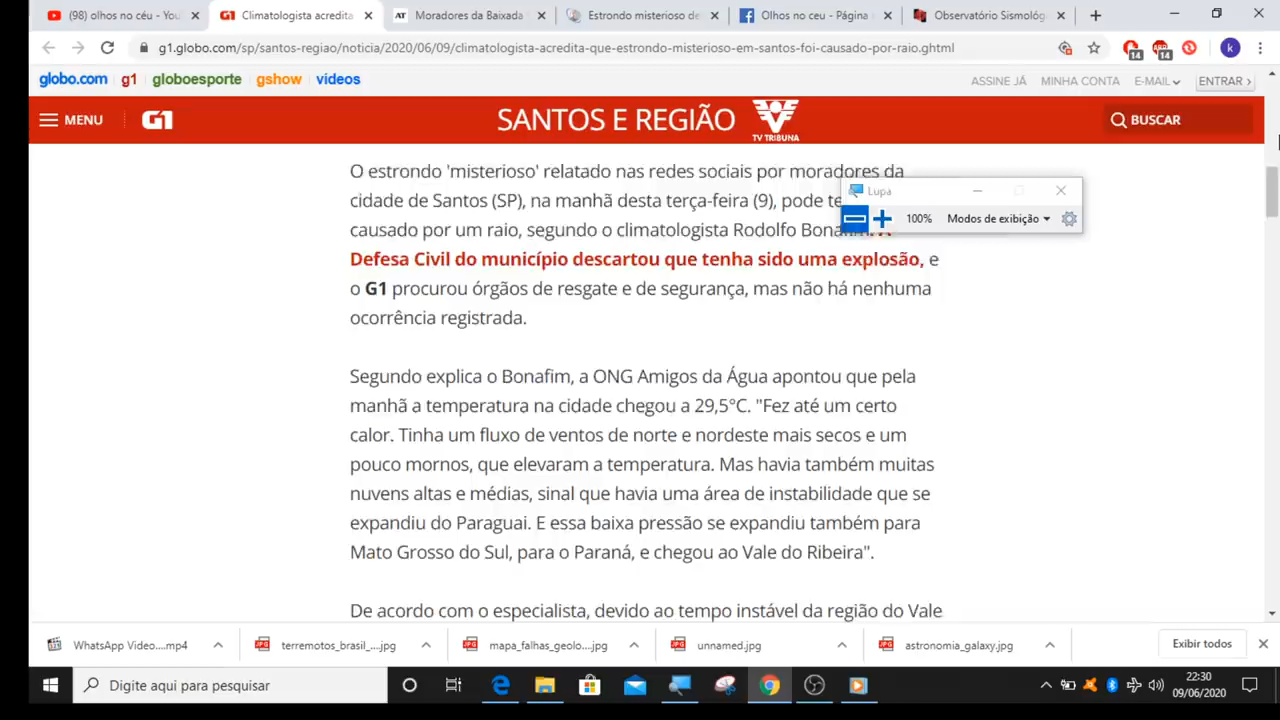 (98) olhos no céu - You
Climatologista acredita
Moradores da Baixada
Estrondo misterioso de
Olhos no ceu - Página
Observatório Sismológ
g1.globo.com/sp/santos-regiao/noticia/2020/06/09/climatologista-acredita-que-estrondo-misterioso-em-santos-foi-causado-por-raio.ghtml
14
14
k
globo.com g1 globoesporte gshow vídeos
ASSINE JÁ MINHA CONTA E-MAIL ENTRAR
MENU
G1
SANTOS E REGIÃO
TV TRIBUNA
BUSCAR
O estrondo 'misterioso' relatado nas redes sociais por moradores da
cidade de Santos (SP), na manhã desta terça-feira (9), pode
causado por um raio, segundo o climatologista Rodolfo
Defesa Civil do município descartou que tenha sido uma explosão, e
o G1 procurou órgãos de resgate e de segurança, mas não há nenhuma
ocorrência registrada.
Lupa
100% Modos de exibição
Segundo explica o Bonafim, a ONG Amigos da Água apontou que pela
manhã a temperatura na cidade chegou a 29,5°C. "Fez até um certo
calor. Tinha um fluxo de ventos de norte e nordeste mais secos e um
pouco mornos, que elevaram a temperatura. Mas havia também muitas
nuvens altas e médias, sinal que havia uma área de instabilidade que se
expandiu do Paraguai. E essa baixa pressão se expandiu também para
Mato Grosso do Sul, para o Paraná, e chegou ao Vale do Ribeira".
De acordo com o especialista, devido ao tempo instável da região do Vale
WhatsApp Video....mp4
terremotos_brasil_...jpg
mapa_falhas_geolo...jpg
unnamed.jpg
astronomia_galaxy.jpg
Exibir todos
Digite aqui para pesquisar
22:30
09/06/2020